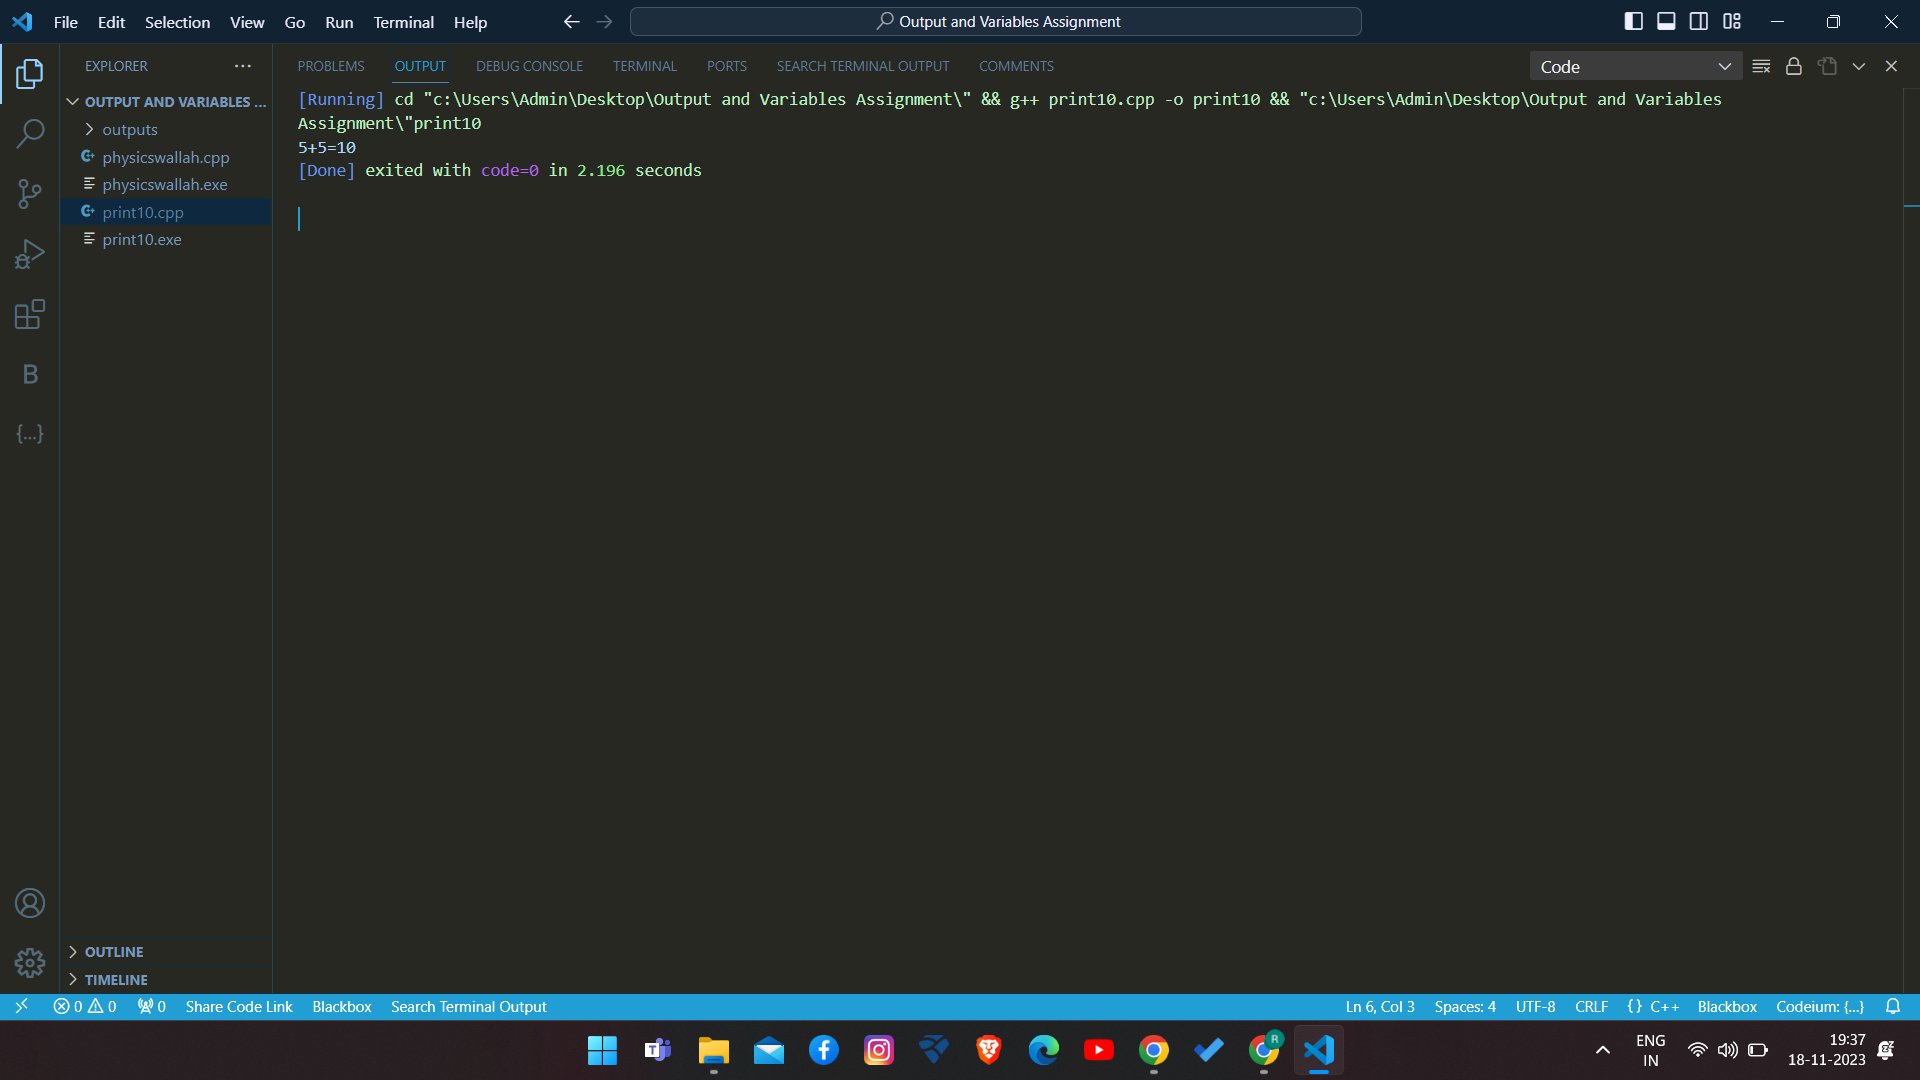 File Edit Selection View Go Run Terminal Help
Output and Variables Assignment
EXPLORER
OUTPUT AND VARIABLES ...
outputs
physicswallah.cpp
physicswallah.exe
print10.cpp
print10.exe
OUTLINE
TIMELINE
PROBLEMS OUTPUT DEBUG CONSOLE TERMINAL PORTS SEARCH TERMINAL OUTPUT COMMENTS
Code
[Running] cd "c:\Users\Admin\Desktop\Output and Variables Assignment\" && g++ print10.cpp -o print10 && "c:\Users\Admin\Desktop\Output and Variables
Assignment\"print10
5+5=10
[Done] exited with code=0 in 2.196 seconds
0 0 0 Share Code Link Blackbox Search Terminal Output
Ln 6, Col 3 Spaces: 4 UTF-8 CRLF {} C++ Blackbox Codeium: {...}
ENG
IN
19:37
18-11-2023